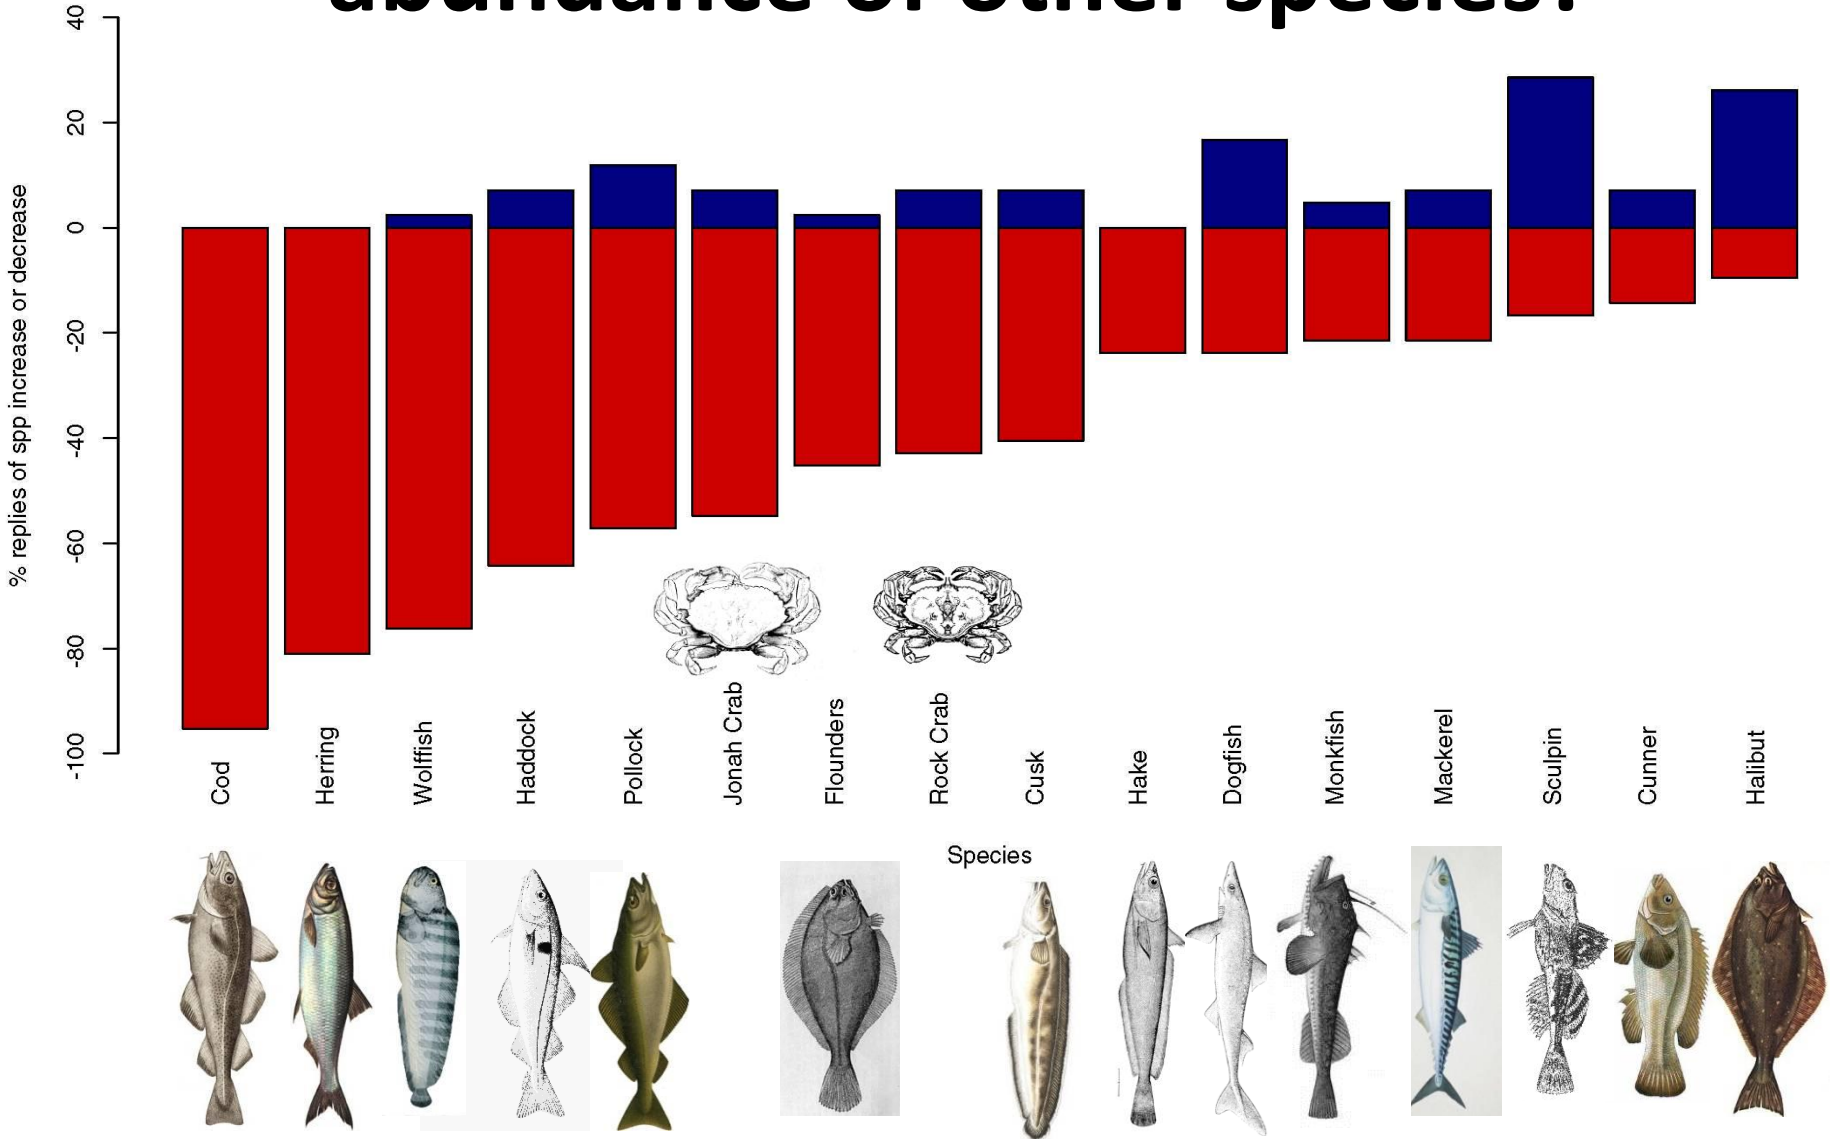 abundance of other species?
% replies of spp increase or decrease
40
20
0
-20
-40
-60
-80
-100
Cod
Herring
Wolffish
Haddock
Pollock
Jonah Crab
Flounders
Rock Crab
Cusk
Hake
Dogfish
Monkfish
Mackerel
Sculpin
Cunner
Halibut
Species